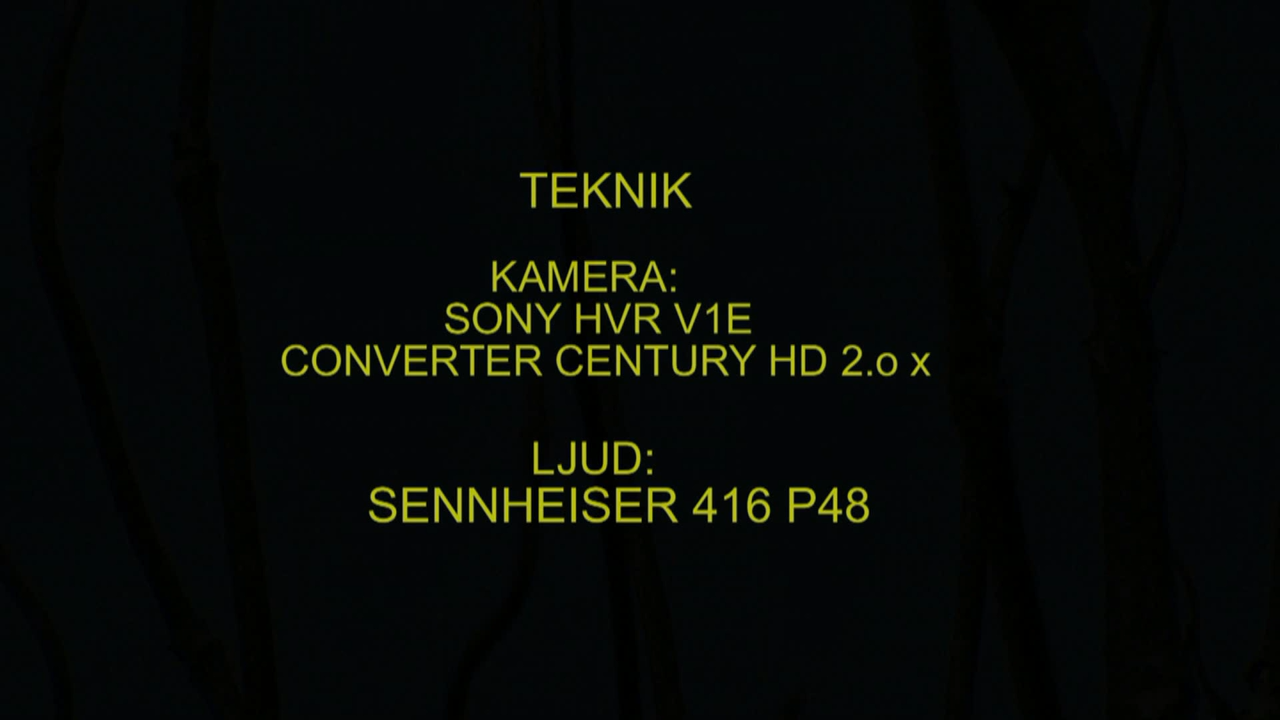 TEKNIK
KAMERA:
SONY HVR V1E
CONVERTER CENTURY HD 2.o x
LJUD:
SENNHEISER 416 P48